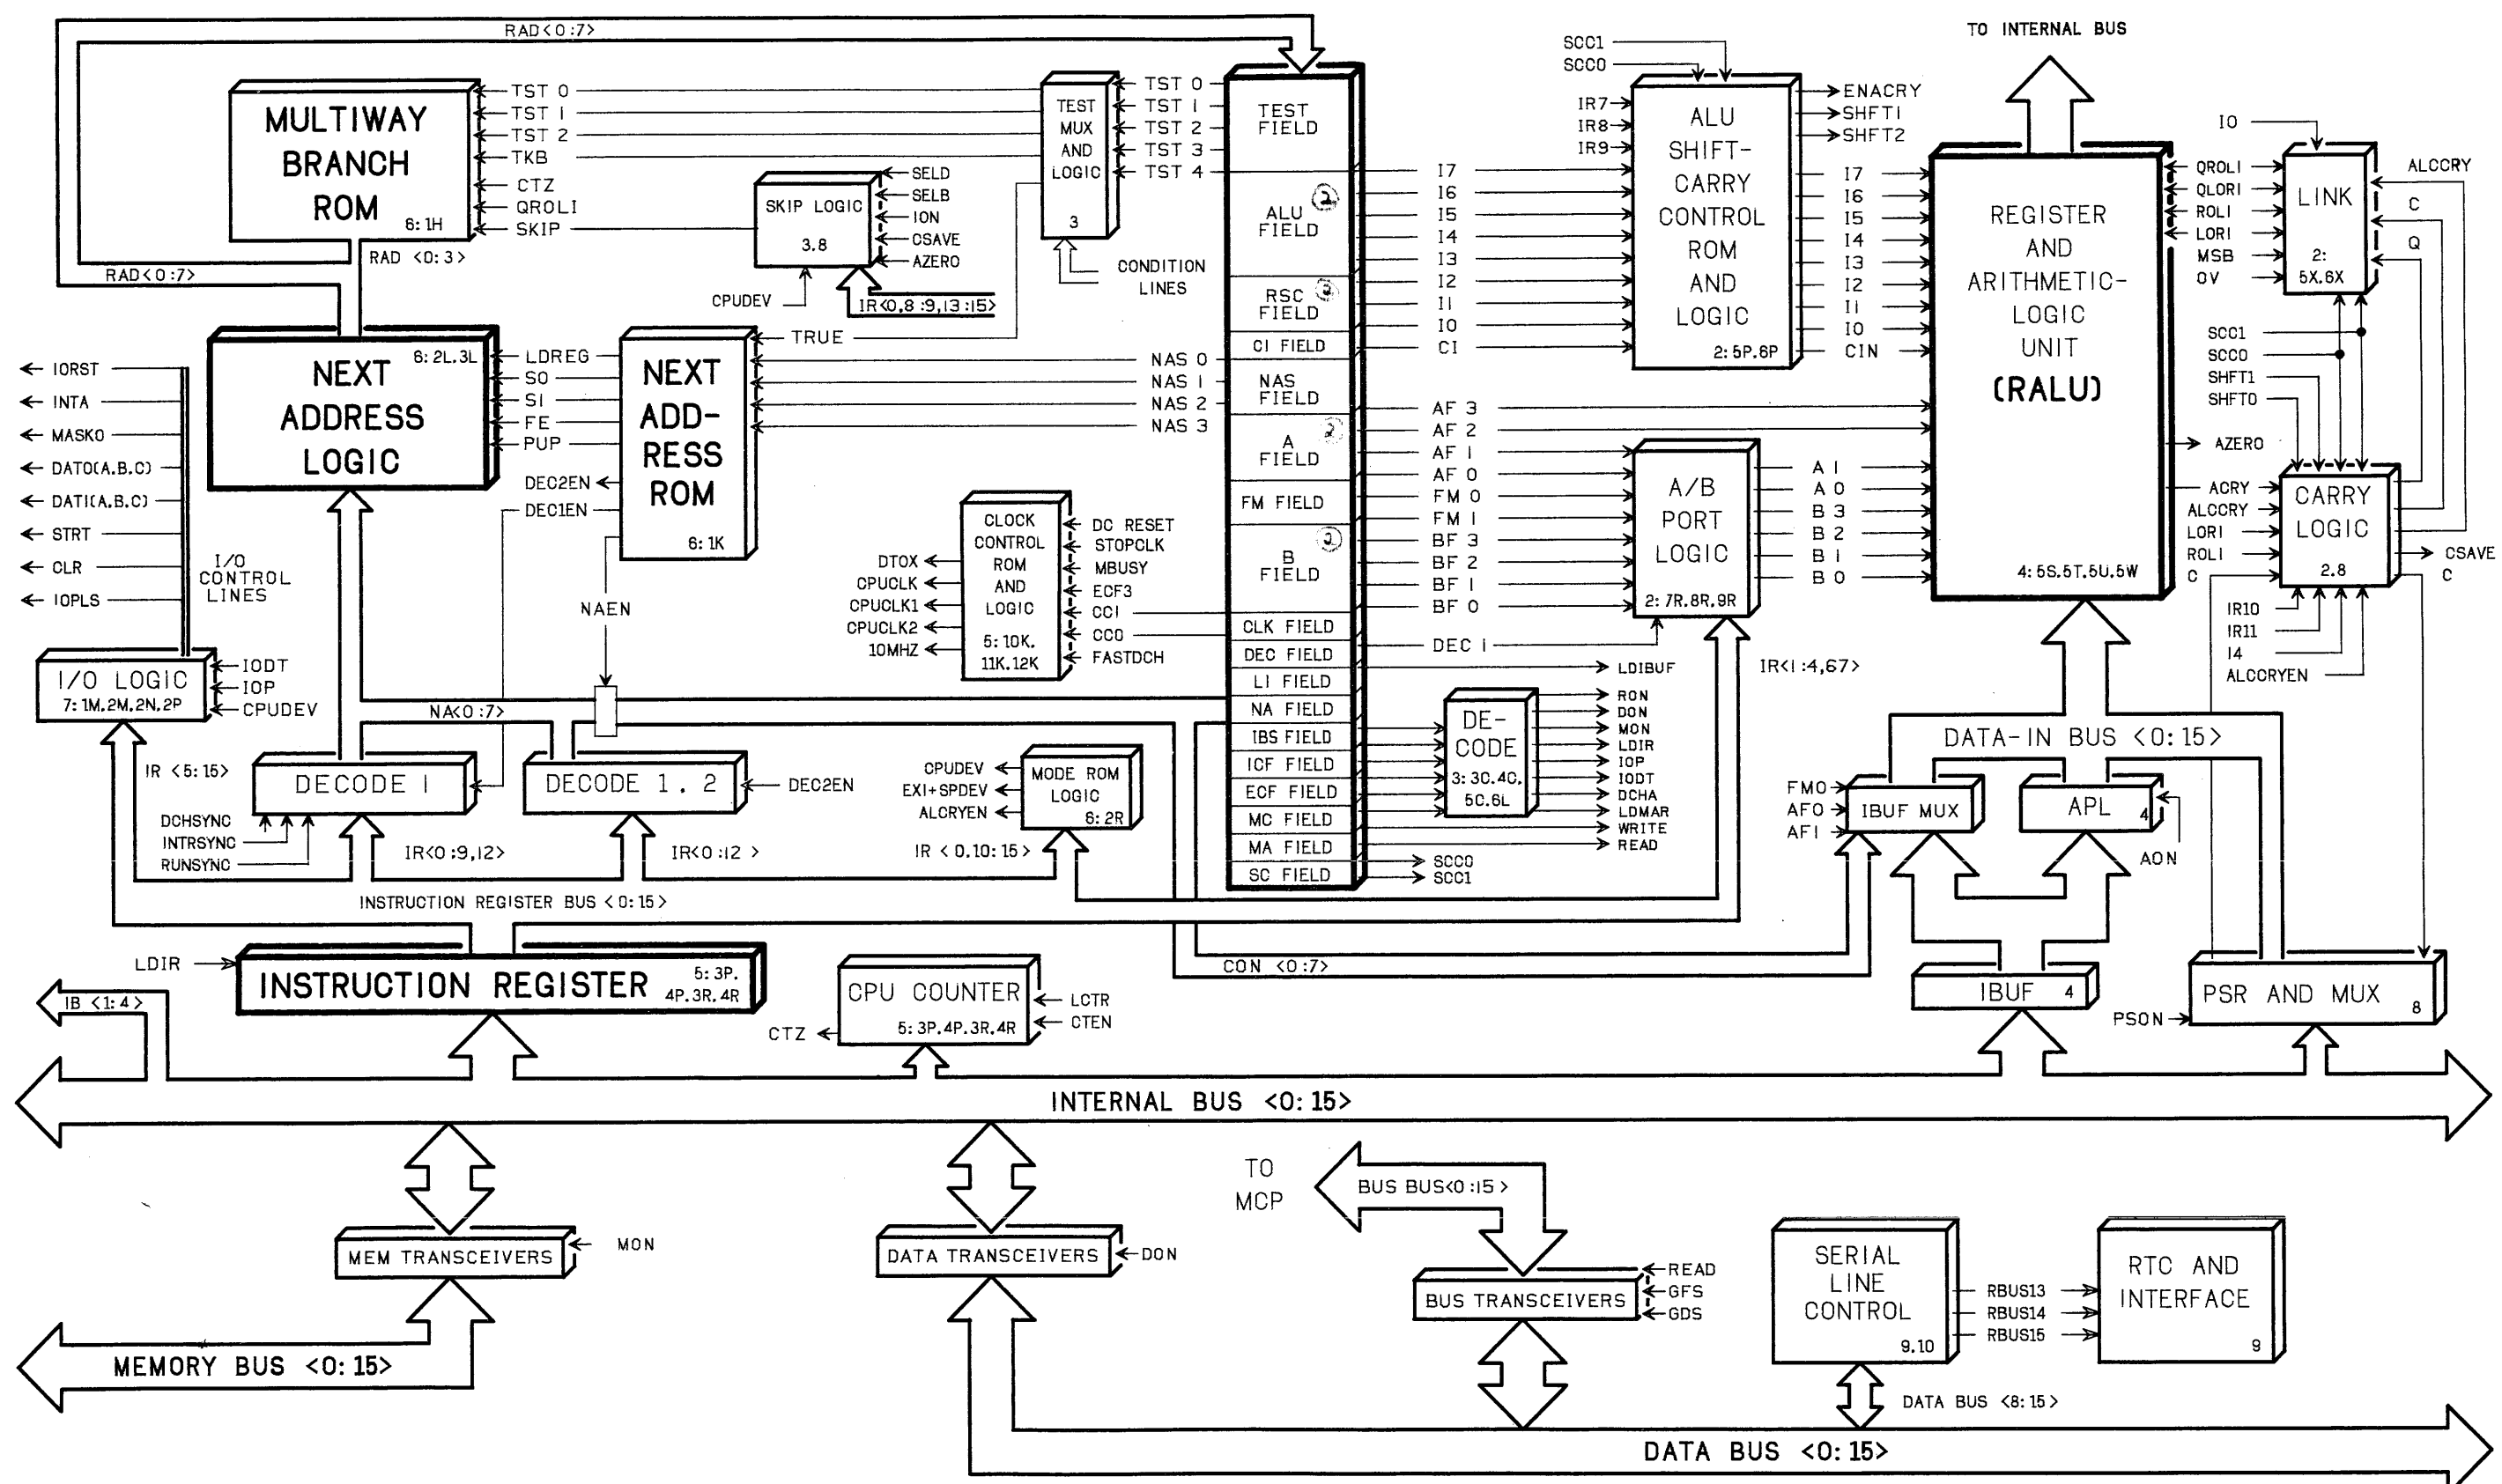 RAD<0:7>
MULTIWAY
BRANCH
ROM
6:1H
TST 0
TST 1
TST 2
TKB
CTZ
QROLI
SKIP
RAD <0:3>
RAD<0:7>
SKIP LOGIC
3.8
SELD
SELB
ION
CSAVE
AZERO
CPUDEV
IR<0,8:9,13:15>
TEST
MUX
AND
LOGIC
3
TST 0
TST 1
TST 2
TST 3
TST 4
CONDITION
LINES
TRUE
NEXT
ADDRESS
LOGIC
6:2L.3L
LDREG
S0
S1
FE
PUP
DEC2EN
DEC1EN
NAEN
NEXT
ADD-
RESS
ROM
6:1K
NAS 0
NAS 1
NAS 2
NAS 3
IORST
INTA
MASKO
DATO(A.B.C)
DATI(A.B.C)
STRT
CLR
IOPLS
I/O
CONTROL
LINES
I/O LOGIC
7:1M.2M.2N.2P
IODT
IOP
CPUDEV
CLOCK
CONTROL
ROM
AND
LOGIC
5:10K.
11K.12K
DTOX
CPUCLK
CPUCLK1
CPUCLK2
10MHZ
DC RESET
STOPCLK
MBUSY
ECF3
CC1
CC0
FASTDCH
NA<0:7>
IR <5:15>
DECODE 1
DCHSYNC
INTRSYNC
RUNSYNC
DECODE 1.2
DEC2EN
IR<0:9,12>
IR<0:12 >
CPUDEV
EXI+SPDEV
ALCRYEN
MODE ROM
LOGIC
6:2R
IR <0.10:15>
TEST
FIELD
ALU
FIELD
2
RSC
FIELD
2
CI FIELD
NAS
FIELD
A
FIELD
2
FM FIELD
B
FIELD
2
CLK FIELD
DEC FIELD
LI FIELD
NA FIELD
IBS FIELD
ICF FIELD
ECF FIELD
MC FIELD
MA FIELD
SC FIELD
I7
I6
I5
I4
I3
I2
I1
I0
CI
AF 3
AF 2
AF 1
AF 0
FM 0
FM 1
BF 3
BF 2
BF 1
BF 0
DEC 1
LDIBUF
DE-
CODE
3:3C.4C.
5C.6L
RON
DON
MON
LDIR
IOP
IODT
DCHA
LDMAR
WRITE
READ
SCC0
SCC1
SCC1
SCC0
IR7
IR8
IR9
ALU
SHIFT-
CARRY
CONTROL
ROM
AND
LOGIC
2:5P.6P
ENACRY
SHFT1
SHFT2
I7
I6
I5
I4
I3
I2
I1
I0
CIN
A/B
PORT
LOGIC
2:7R.8R.9R
A 1
A 0
B 3
B 2
B 1
B 0
IR<1:4,67>
TO INTERNAL BUS
REGISTER
AND
ARITHMETIC-
LOGIC
UNIT
(RALU)
4:5S.5T.5U.5W
IO
QROLI
QLORI
ROLI
LORI
MSB
OV
LINK
2:
5X.6X
ALCCRY
C
Q
SCC1
SCC0
SHFT1
SHFT0
AZERO
ACRY
ALCCRY
LORI
ROLI
C
CARRY
LOGIC
2.8
CSAVE
C
IR10
IR11
I4
ALCCRYEN
DATA-IN BUS <0:15>
FM0
AF0
AF1
IBUF MUX
APL
4
AON
INSTRUCTION REGISTER BUS <0:15>
LDIR
INSTRUCTION REGISTER
5:3P.
4P.3R.4R
IB <1:4>
CPU COUNTER
5:3P.4P.3R.4R
LCTR
CTEN
CTZ
CON <0:7>
IBUF 4
PSR AND MUX
8
PSON
INTERNAL BUS <0:15>
MEM TRANSCEIVERS
MON
DATA TRANSCEIVERS
DON
TO
MCP
BUS BUS<0:15>
BUS TRANSCEIVERS
READ
GFS
GDS
SERIAL
LINE
CONTROL
9.10
RBUS13
RBUS14
RBUS15
RTC AND
INTERFACE
9
MEMORY BUS <0:15>
DATA BUS <8:15>
DATA BUS <0:15>